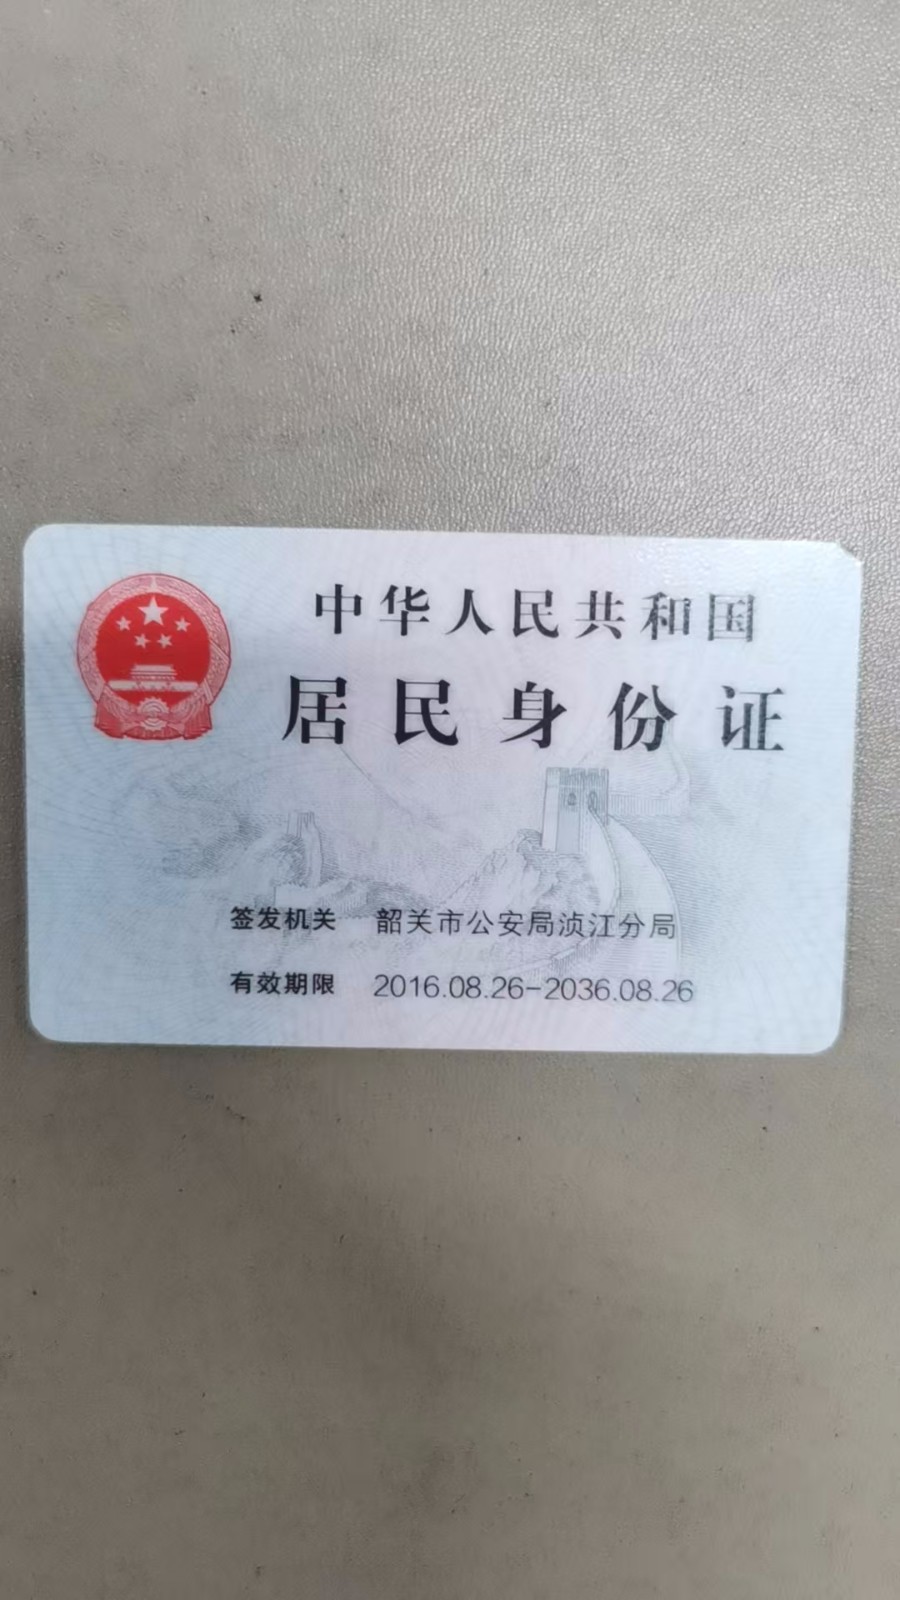 中华人民共和国
居民身份证
签发机关 韶关市公安局浈江分局
有效期限 2016.08.26-2036.08.26